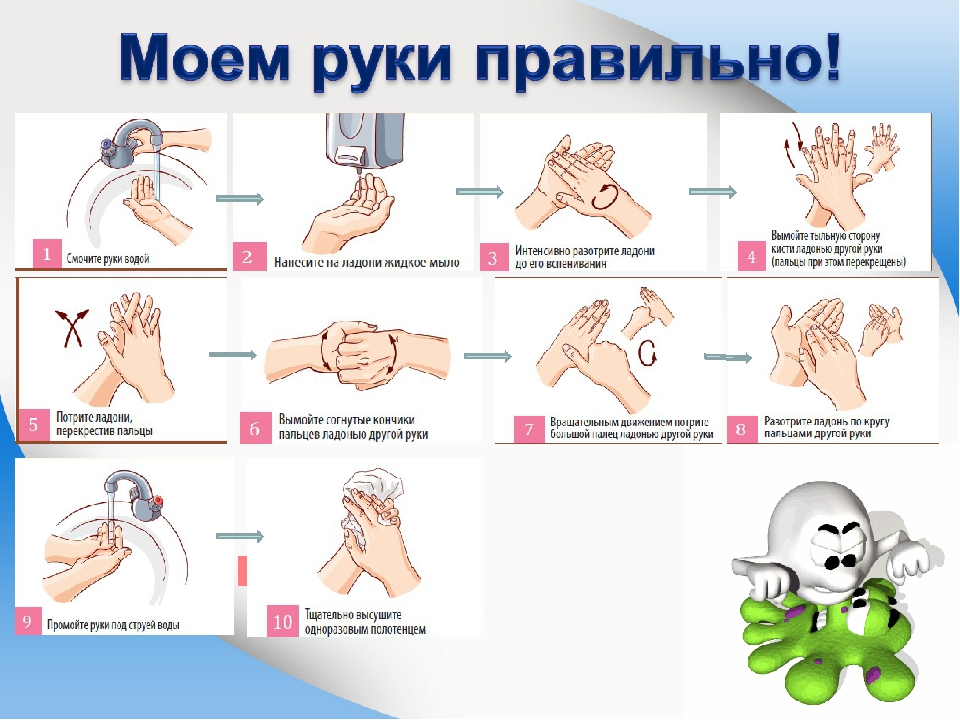 Моем руки правильно!
1
Смочите руки водой
2
Нанесите на ладони жидкое мыло
3
Интенсивно разотрите ладони
до его вспенивания
4
Вымойте тыльную сторону
кисти ладонью другой руки
(пальцы при этом перекрещены)
5
Потрите ладони,
перекрестив пальцы
6
Вымойте согнутые кончики
пальцев ладонью другой руки
7
Вращательным движением потрите
большой палец ладонью другой руки
8
Разотрите ладонь по кругу
пальцами другой руки
9
Промойте руки под струей воды
10
Тщательно высушите
одноразовым полотенцем